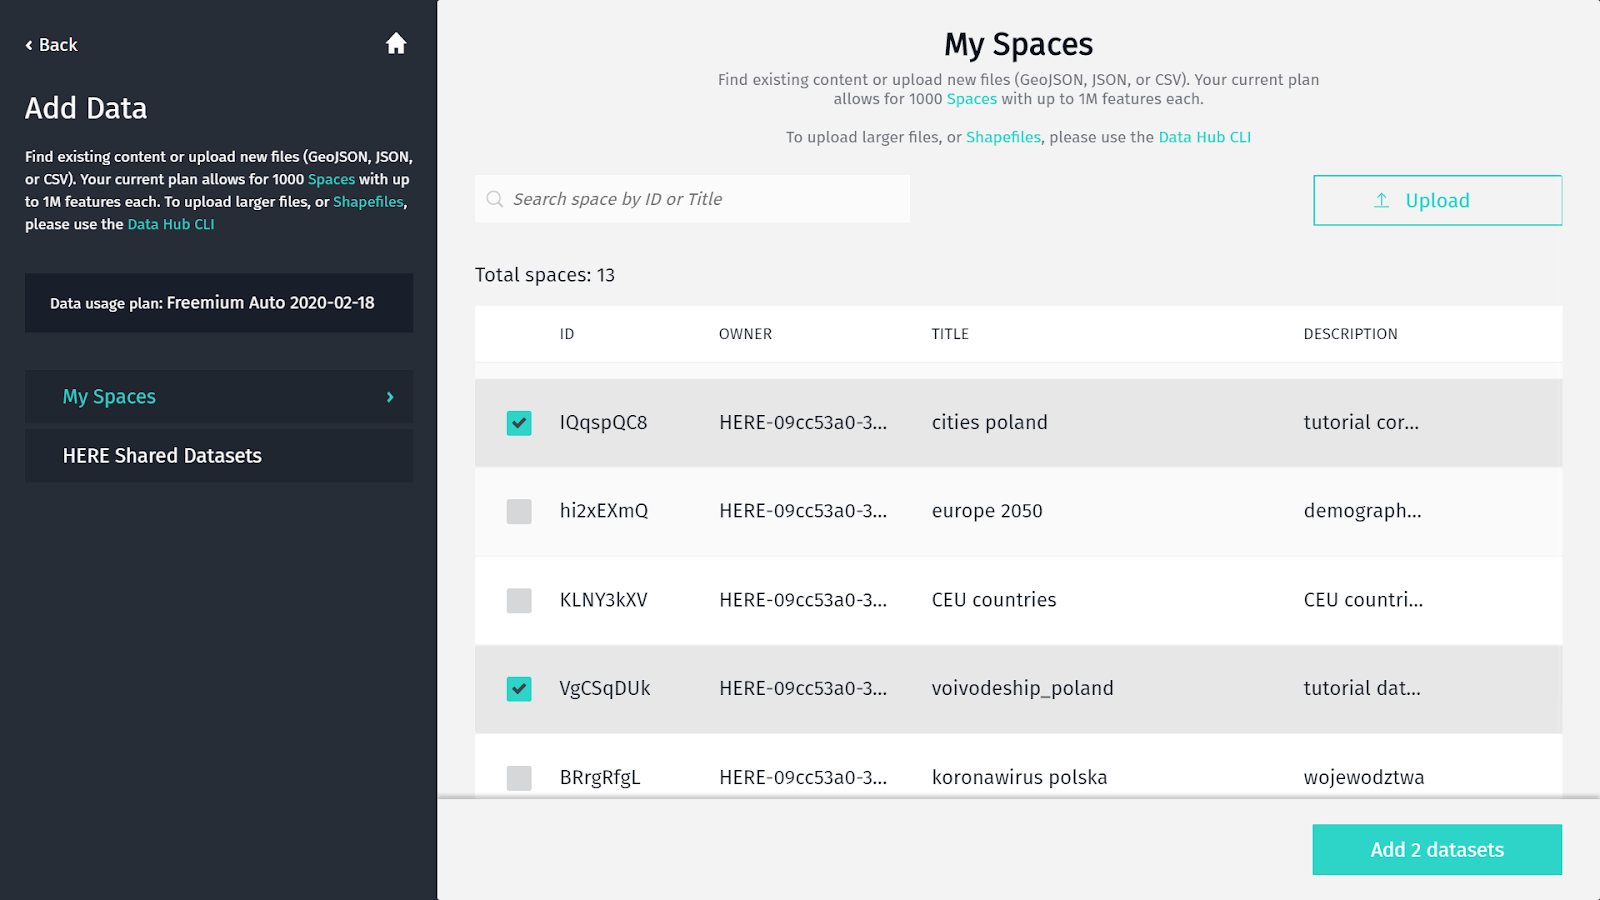 Back
Add Data
Find existing content or upload new files (GeoJSON, JSON,
or CSV). Your current plan allows for 1000 Spaces with up
to 1M features each. To upload larger files, or Shapefiles,
please use the Data Hub CLI
Data usage plan: Freemium Auto 2020-02-18
My Spaces
HERE Shared Datasets
My Spaces
Find existing content or upload new files (GeoJSON, JSON, or CSV). Your current plan
allows for 1000 Spaces with up to 1M features each.
To upload larger files, or Shapefiles, please use the Data Hub CLI
Search space by ID or Title
Upload
Total spaces: 13
ID OWNER TITLE DESCRIPTION
IQqspQC8 HERE-09cc53a0-3... cities poland tutorial cor...
hi2xEXmQ HERE-09cc53a0-3... europe 2050 demograph...
KLNY3kXV HERE-09cc53a0-3... CEU countries CEU countri...
VgCSqDUk HERE-09cc53a0-3... voivodeship_poland tutorial dat...
BRrgRfgL HERE-09cc53a0-3... koronawirus polska wojewodztwa
Add 2 datasets